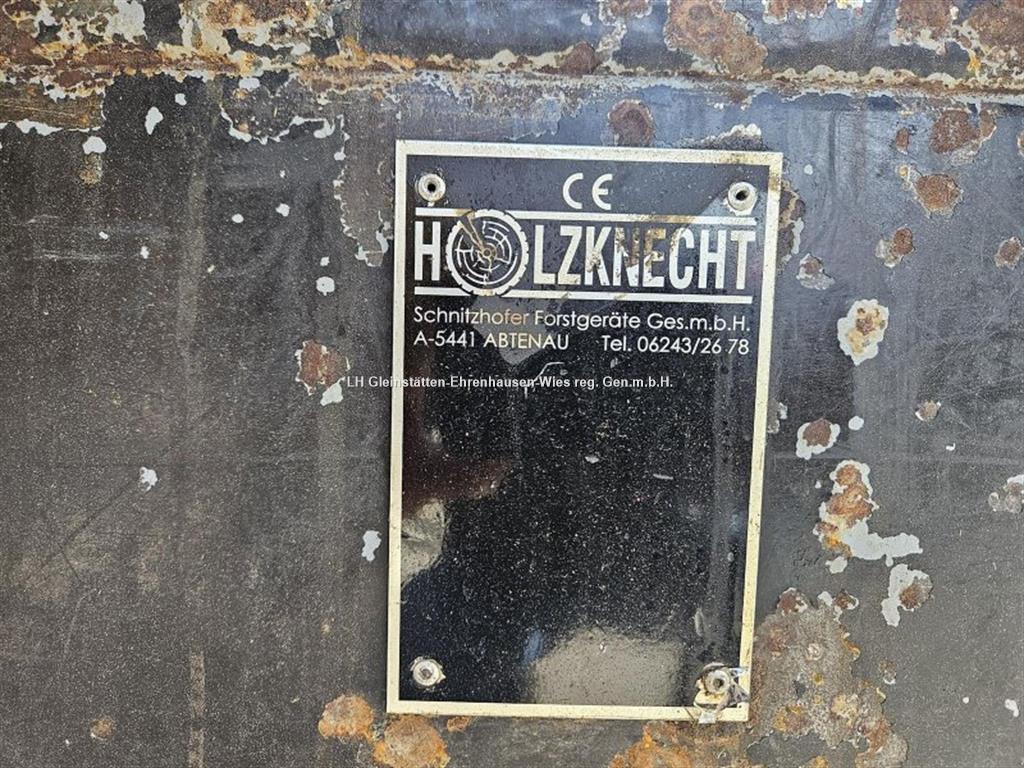 CE
HOLZKNECHT
Schnitzhofer Forstgeräte Ges.m.b.H.
A-5441 ABTENAU Tel. 06243/26 78
LH Gleinstätten-Ehrenhausen-Wies reg. Gen.m.b.H.